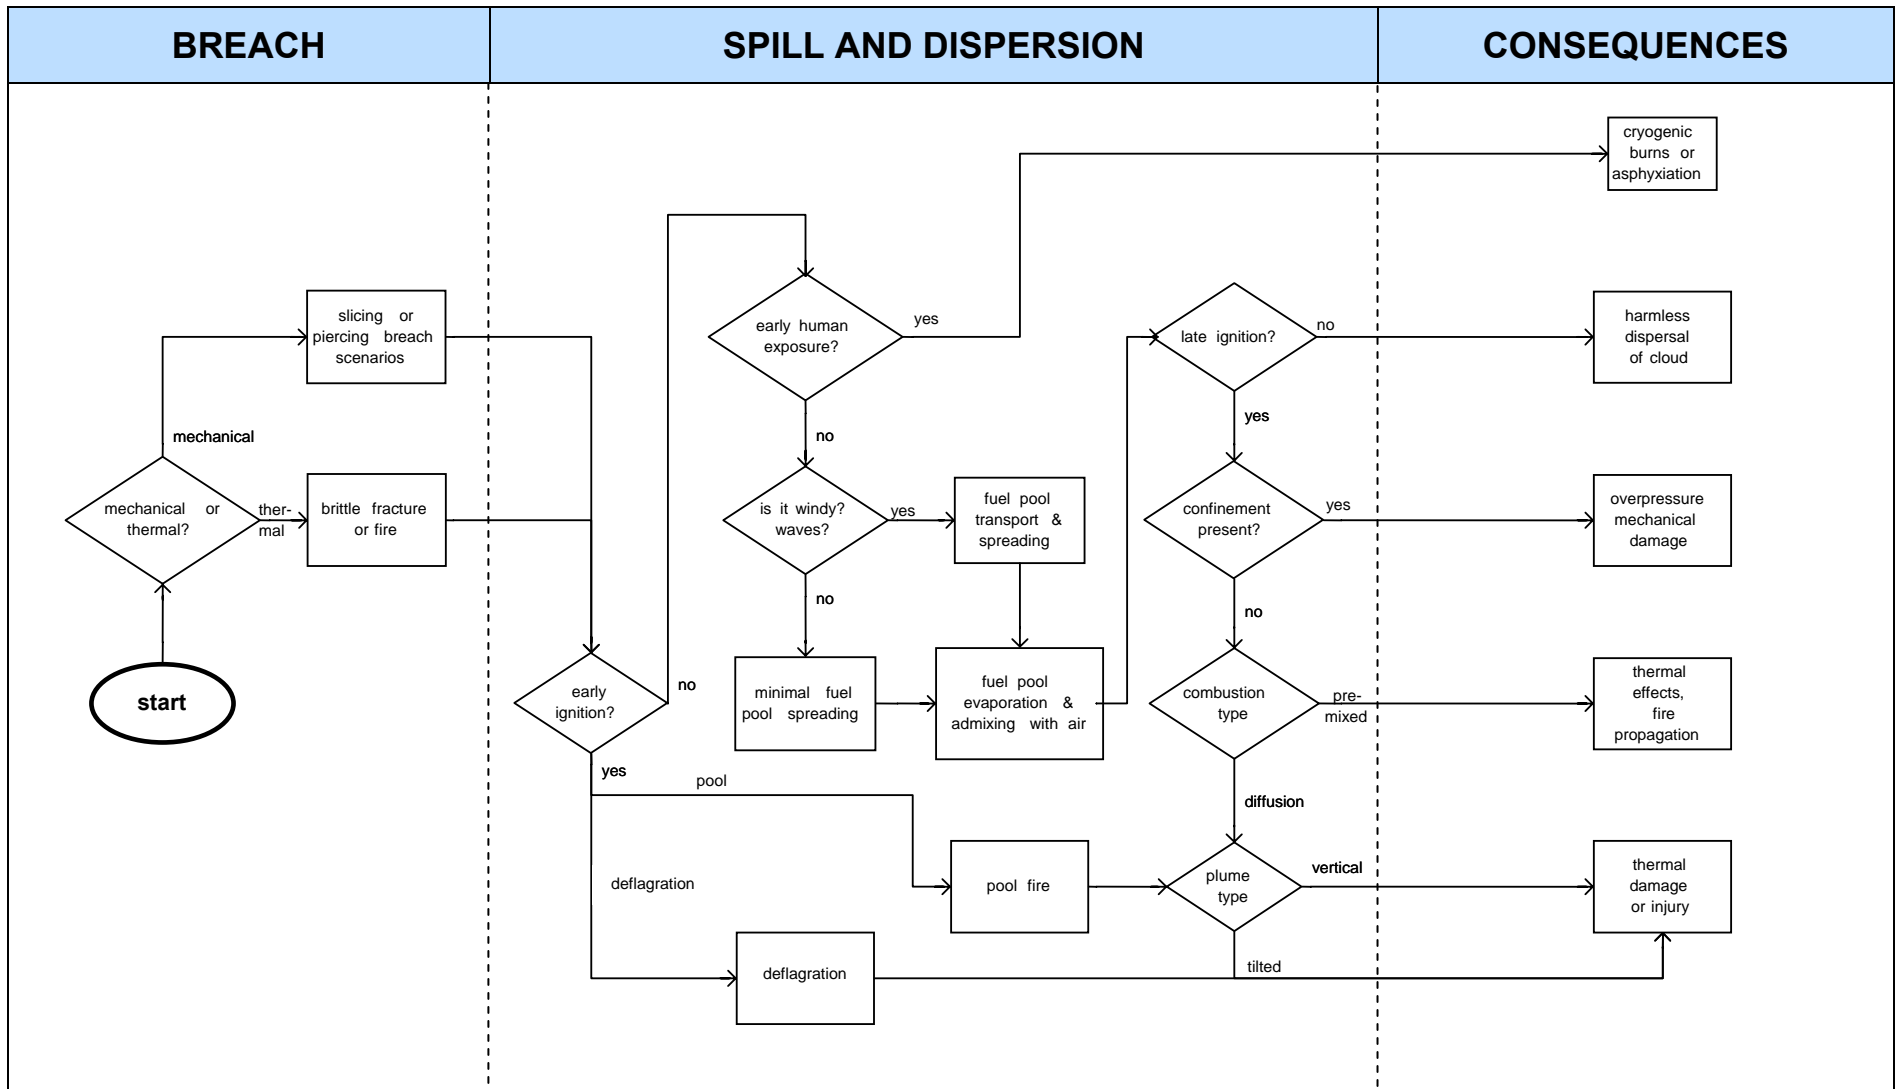 BREACH
SPILL AND DISPERSION
CONSEQUENCES
cryogenic
burns or
asphyxiation
slicing or
piercing breach
scenarios
early human
exposure?
yes
late ignition?
no
harmless
dispersal
of cloud
mechanical
no
yes
mechanical or
thermal?
ther-
mal
brittle fracture
or fire
is it windy?
waves?
yes
fuel pool
transport &
spreading
confinement
present?
yes
overpressure
mechanical
damage
no
no
start
early
ignition?
no
minimal fuel
pool spreading
fuel pool
evaporation &
admixing with air
combustion
type
pre-
mixed
thermal
effects,
fire
propagation
yes
pool
diffusion
deflagration
pool fire
plume
type
vertical
thermal
damage
or injury
deflagration
tilted